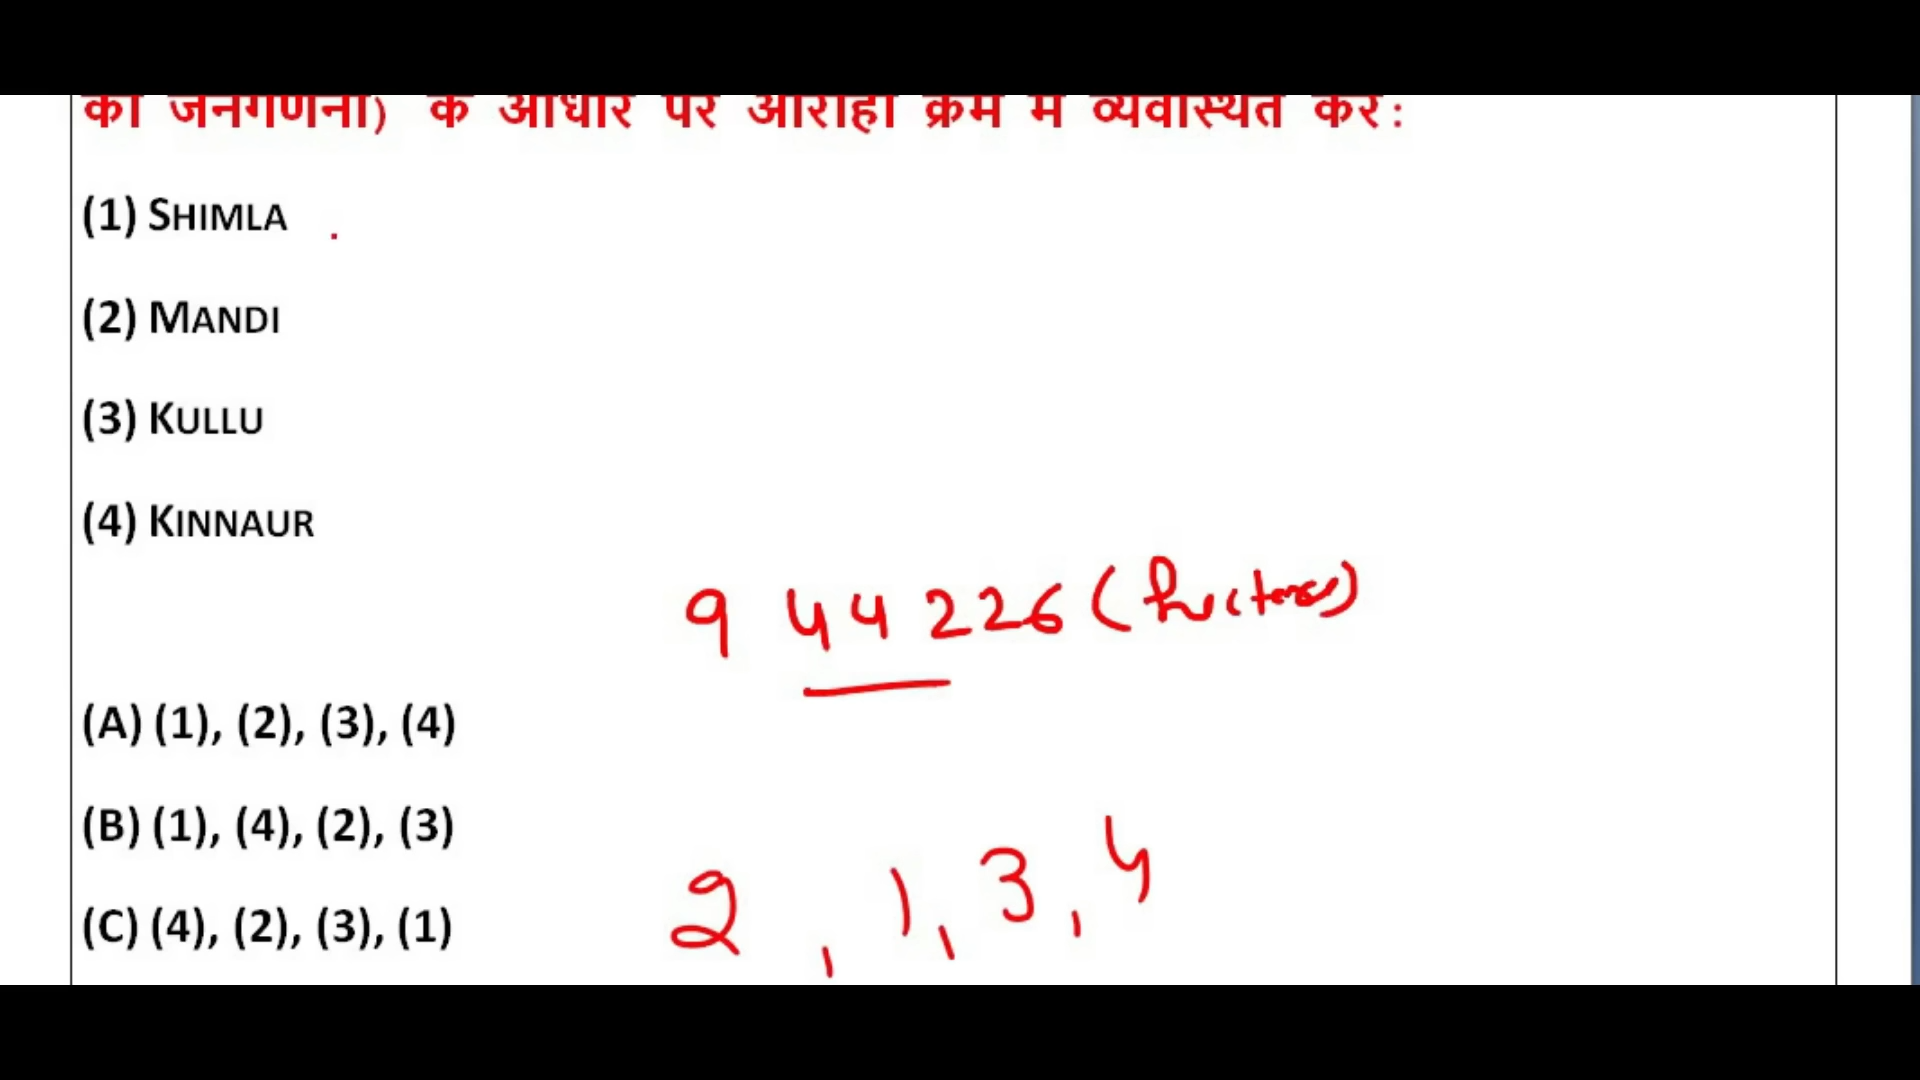 की जनगणना) के आधार पर आरोही क्रम में व्यवस्थित करें:
(1) SHIMLA
(2) MANDI
(3) KULLU
(4) KINNAUR
9 44 226 (hectares)
(A) (1), (2), (3), (4)
(B) (1), (4), (2), (3)
(C) (4), (2), (3), (1)
2, 1, 3, 4